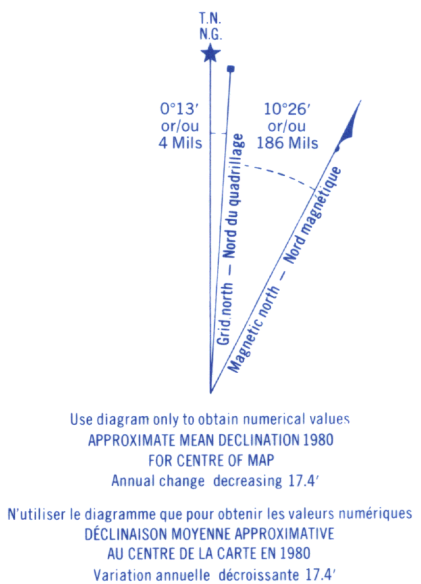 T.N.
N.G.
0°13′
or/ou
4 Mils
10°26′
or/ou
186 Mils
Grid north — Nord du quadrillage
Magnetic north — Nord magnétique
Use diagram only to obtain numerical values
APPROXIMATE MEAN DECLINATION 1980
FOR CENTRE OF MAP
Annual change decreasing 17.4′
N'utiliser le diagramme que pour obtenir les valeurs numériques
DÉCLINAISON MOYENNE APPROXIMATIVE
AU CENTRE DE LA CARTE EN 1980
Variation annuelle décroissante 17.4′